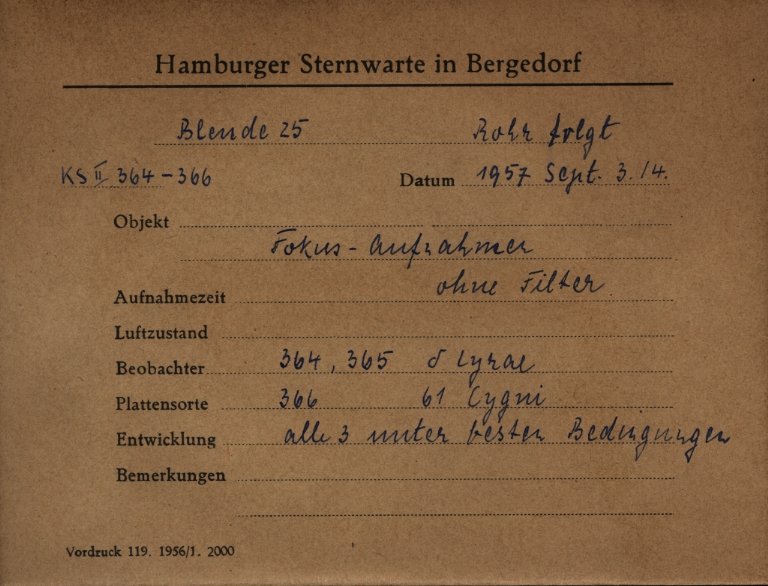 Hamburger Sternwarte in Bergedorf
Blende 25 Rohr folgt
KS II 364-366 Datum 1957 Sept. 3./4.
Objekt
Fokus-Aufnahmen
Aufnahmezeit ohne Filter
Luftzustand
Beobachter 364, 365 δ Lyrae
Plattensorte 366 61 Cygni
Entwicklung alle 3 unter besten Bedingungen
Bemerkungen
Vordruck 119. 1956/1. 2000